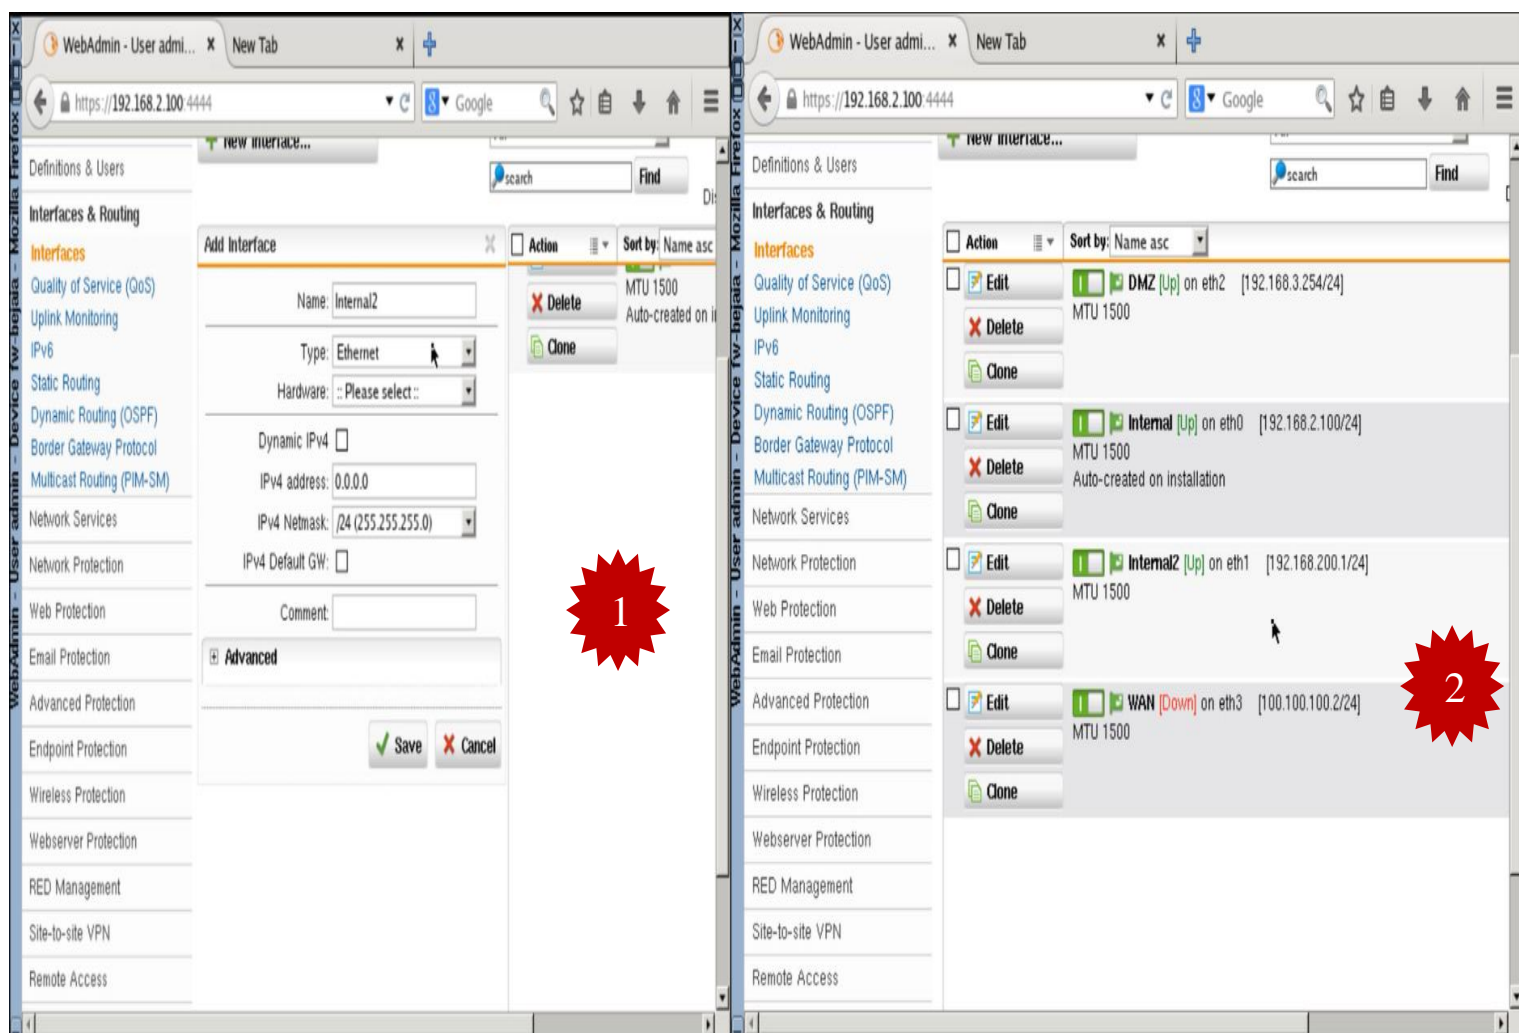 WebAdmin - User admin - Device fw-bejaia - Mozilla Firefox
WebAdmin - User admi...
New Tab
https://192.168.2.100:4444
Google
New Interface...
search
Find
Definitions & Users
Interfaces & Routing
Interfaces
Quality of Service (QoS)
Uplink Monitoring
IPv6
Static Routing
Dynamic Routing (OSPF)
Border Gateway Protocol
Multicast Routing (PIM-SM)
Network Services
Network Protection
Web Protection
Email Protection
Advanced Protection
Endpoint Protection
Wireless Protection
Webserver Protection
RED Management
Site-to-site VPN
Remote Access
Add Interface
Name: Internal2
Type: Ethernet
Hardware: :: Please select ::
Dynamic IPv4
IPv4 address: 0.0.0.0
IPv4 Netmask: /24 (255.255.255.0)
IPv4 Default GW:
Comment:
Advanced
Save Cancel
Action Sort by: Name asc
MTU 1500
Delete
Auto-created on i
Clone
1
WebAdmin - User admin - Device fw-bejaia - Mozilla Firefox
WebAdmin - User admi...
New Tab
https://192.168.2.100:4444
Google
New Interface...
search
Find
Definitions & Users
Interfaces & Routing
Interfaces
Quality of Service (QoS)
Uplink Monitoring
IPv6
Static Routing
Dynamic Routing (OSPF)
Border Gateway Protocol
Multicast Routing (PIM-SM)
Network Services
Network Protection
Web Protection
Email Protection
Advanced Protection
Endpoint Protection
Wireless Protection
Webserver Protection
RED Management
Site-to-site VPN
Remote Access
Action Sort by: Name asc
Edit DMZ [Up] on eth2 [192.168.3.254/24]
MTU 1500
Delete
Clone
Edit Internal [Up] on eth0 [192.168.2.100/24]
MTU 1500
Delete Auto-created on installation
Clone
Edit Internal2 [Up] on eth1 [192.168.200.1/24]
MTU 1500
Delete
Clone
Edit WAN [Down] on eth3 [100.100.100.2/24]
MTU 1500
Delete
Clone
2